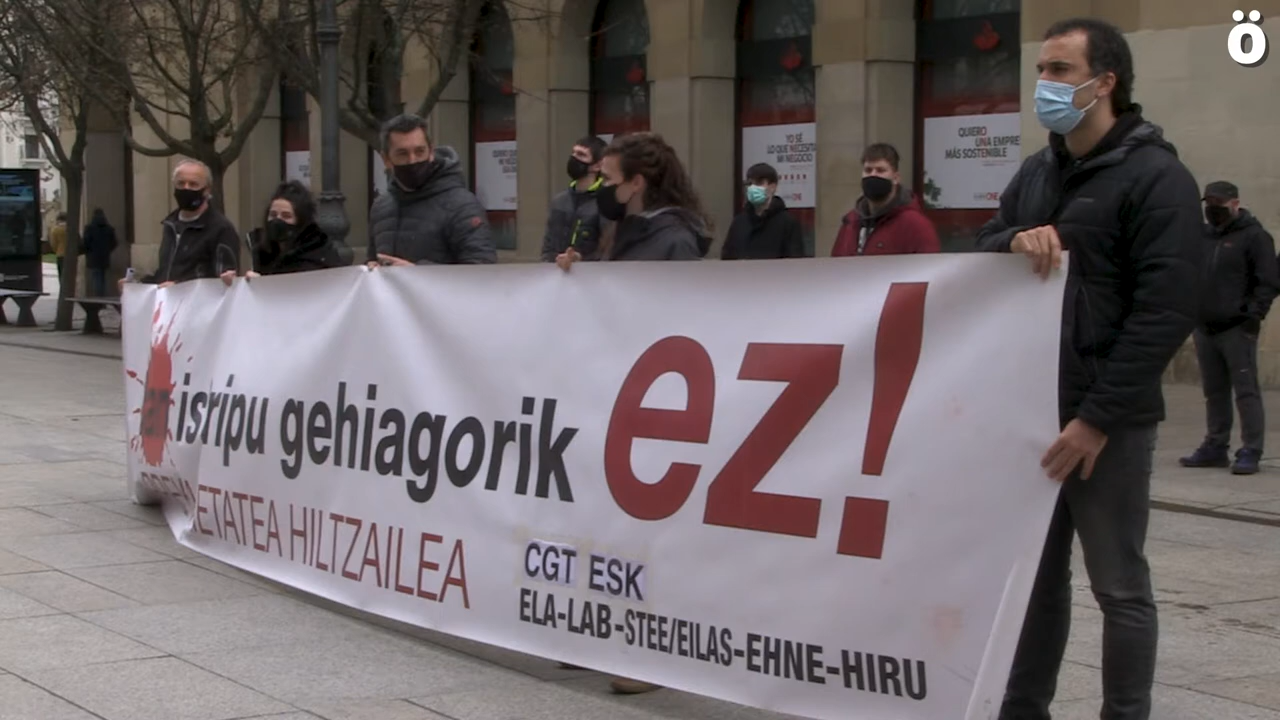 ö
YO SÉ
LO QUE NECESITA
MI NEGOCIO
QUIERO
UNA EMPRE
MÁS SOSTENIBLE
istripu gehiagorik ez!
ETATEA HILTZAILEA
CGT ESK
ELA-LAB-STEE/EILAS-EHNE-HIRU